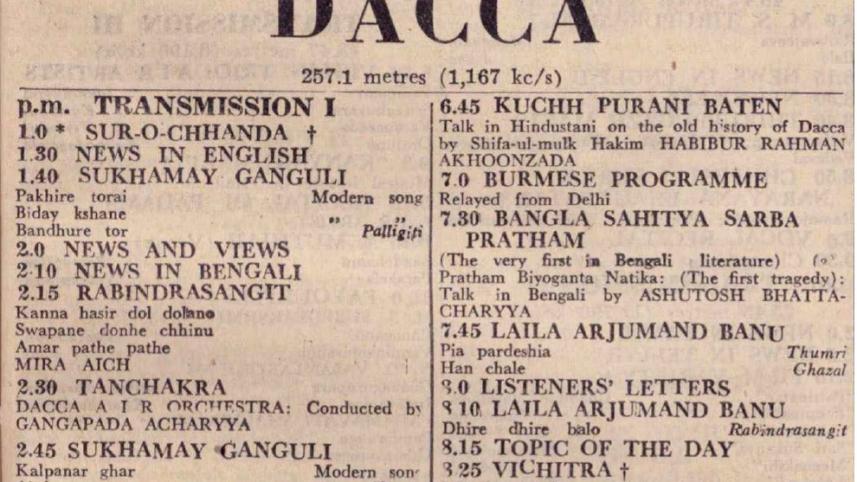 DACCA
257.1 metres (1,167 kc/s)
p.m. TRANSMISSION I
1.0 * SUR-O-CHHANDA †
1.30 NEWS IN ENGLISH
1.40 SUKHAMAY GANGULI
Pakhire torai Modern song
Biday kshane " "
Bandhure tor Palligiti
2.0 NEWS AND VIEWS
2.10 NEWS IN BENGALI
2.15 RABINDRASANGIT
Kanna hasir dol dolano
Swapane donhe chhinu
Amar pathe pathe
MIRA AICH
2.30 TANCHAKRA
DACCA A I R ORCHESTRA: Conducted by
GANGAPADA ACHARYYA
2.45 SUKHAMAY GANGULI
Kalpanar ghar Modern song
6.45 KUCHH PURANI BATEN
Talk in Hindustani on the old history of Dacca
by Shifa-ul-mulk Hakim HABIBUR RAHMAN
AKHOONZADA
7.0 BURMESE PROGRAMME
Relayed from Delhi
7.30 BANGLA SAHITYA SARBA
PRATHAM
(The very first in Bengali literature)
Pratham Biyoganta Natika: (The first tragedy):
Talk in Bengali by ASHUTOSH BHATTA-
CHARYYA
7.45 LAILA ARJUMAND BANU
Pia pardeshia Thumri
Han chale Ghazal
8.0 LISTENERS' LETTERS
8 10 LAILA ARJUMAND BANU
Dhire dhire balo Rabindrasangit
8.15 TOPIC OF THE DAY
8 25 VICHITRA †